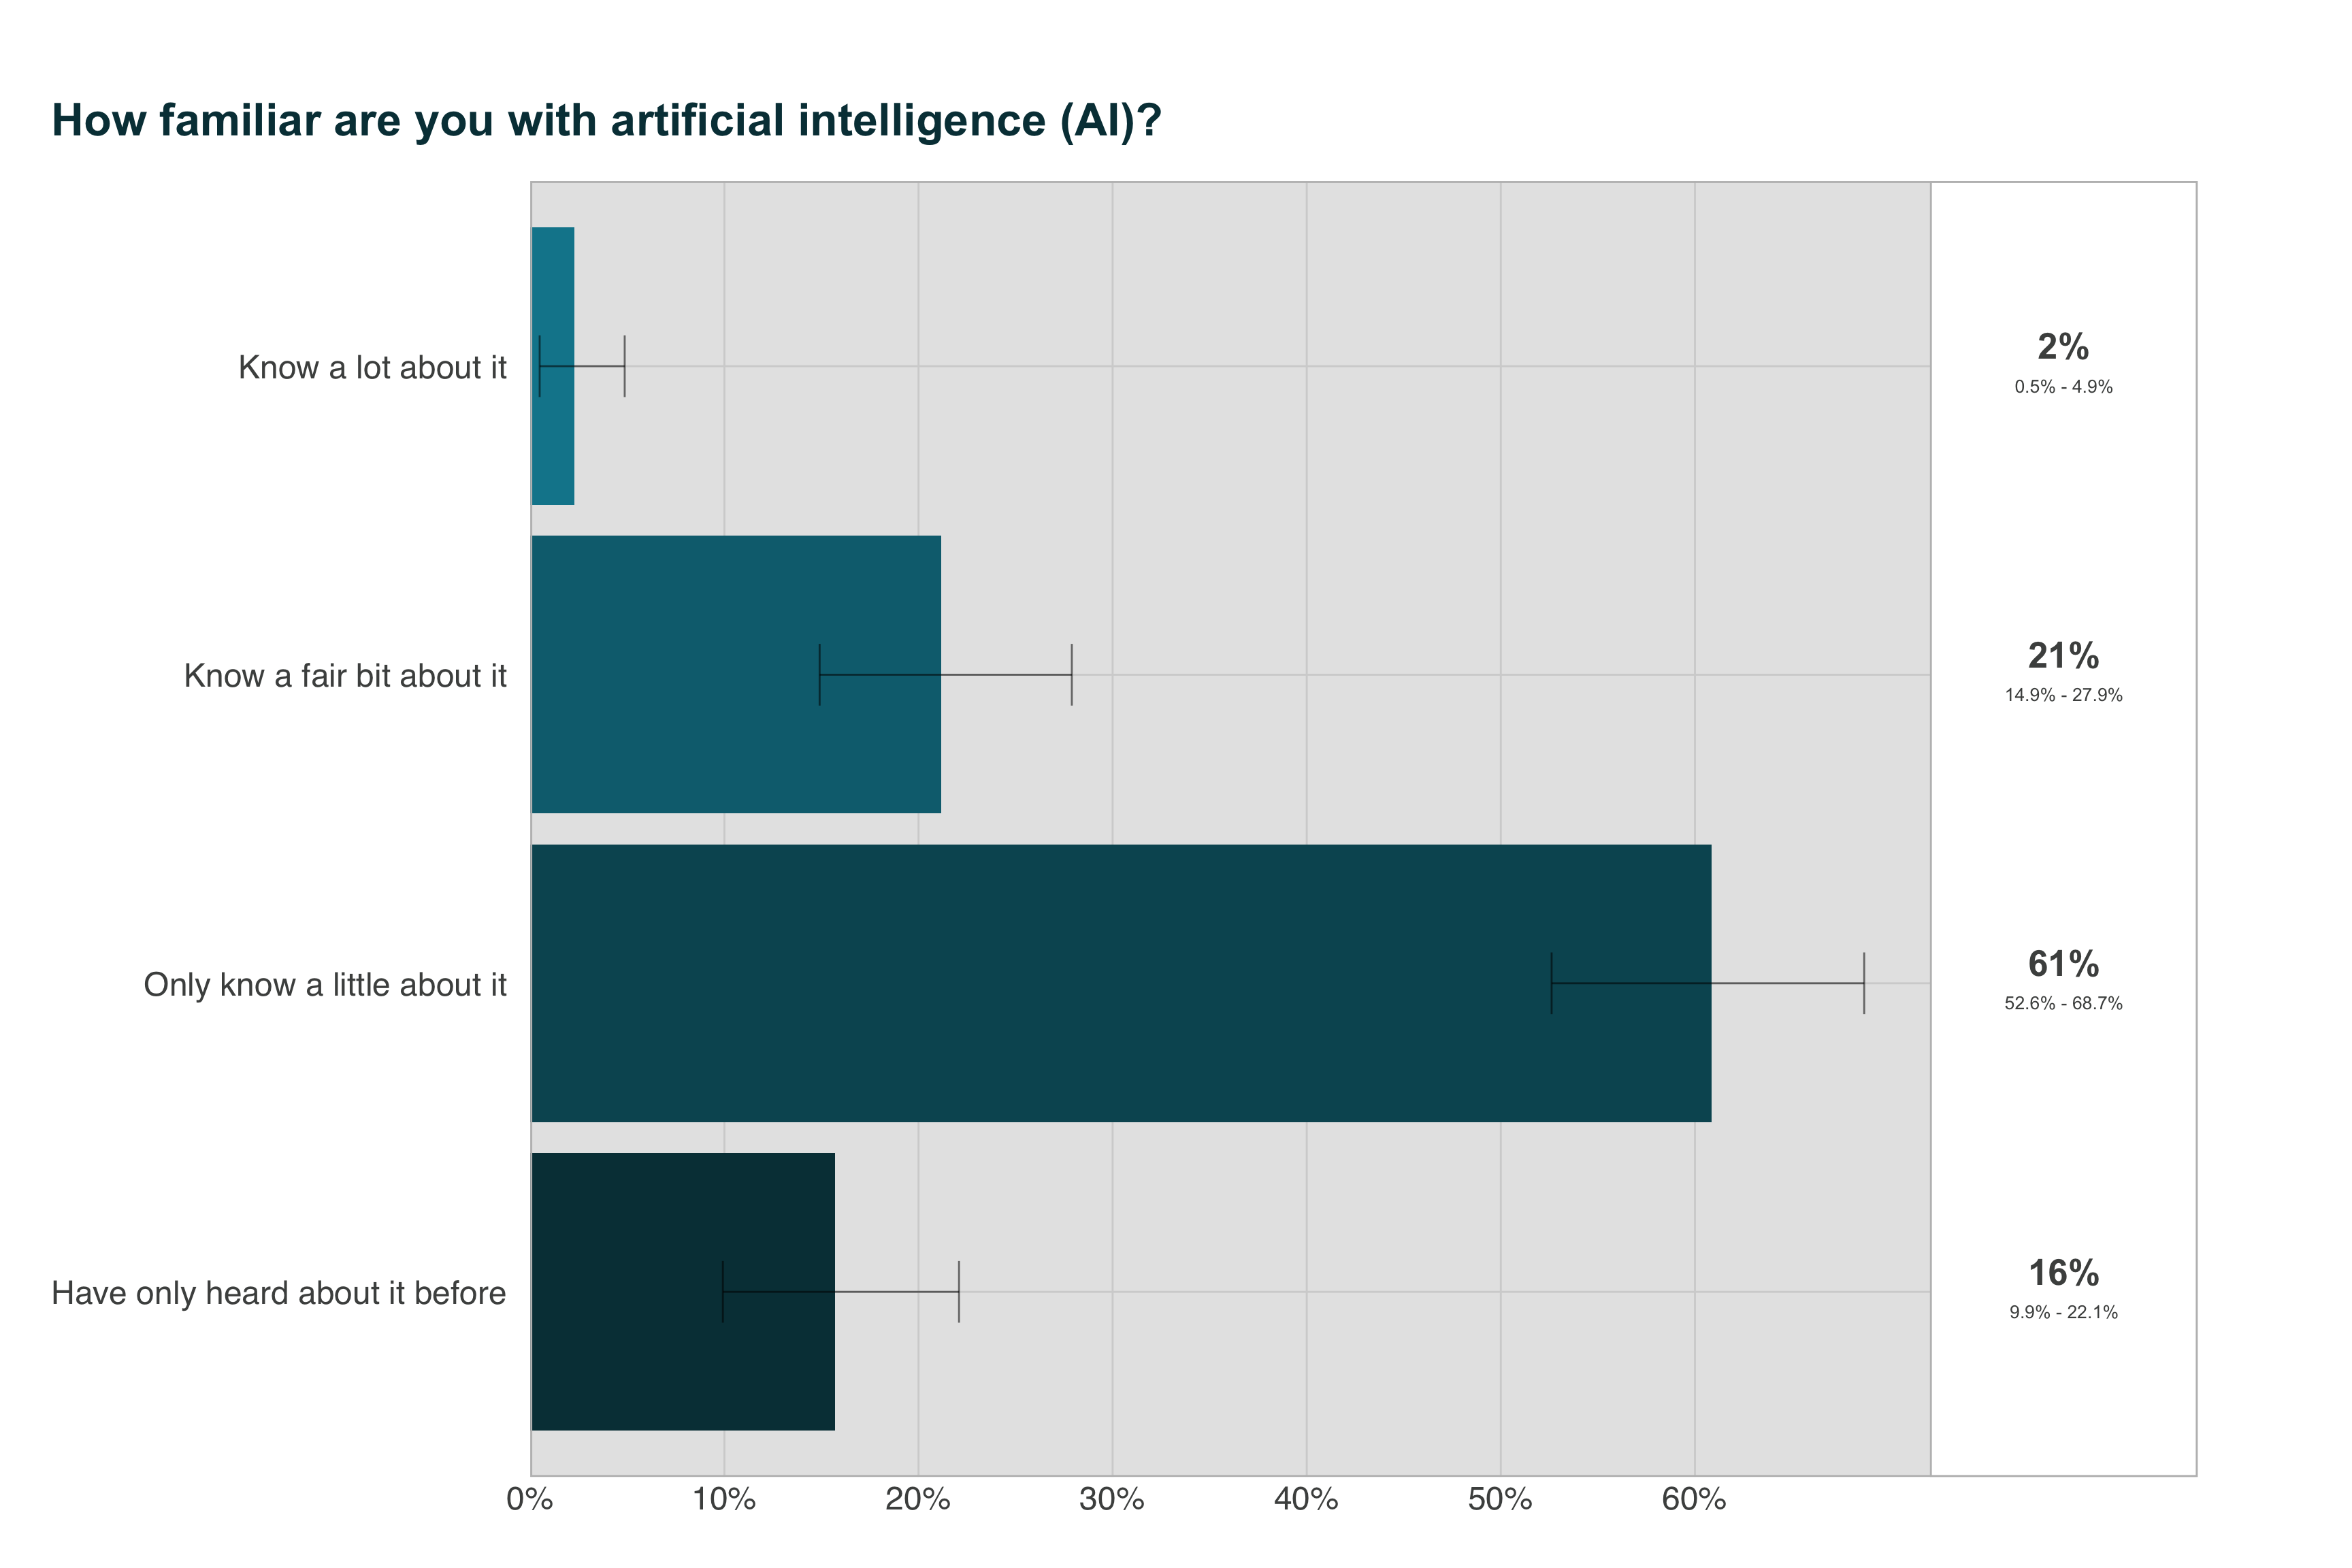 How familiar are you with artificial intelligence (AI)?
Know a lot about it
2%
0.5% - 4.9%
Know a fair bit about it
21%
14.9% - 27.9%
Only know a little about it
61%
52.6% - 68.7%
Have only heard about it before
16%
9.9% - 22.1%
0% 10% 20% 30% 40% 50% 60%